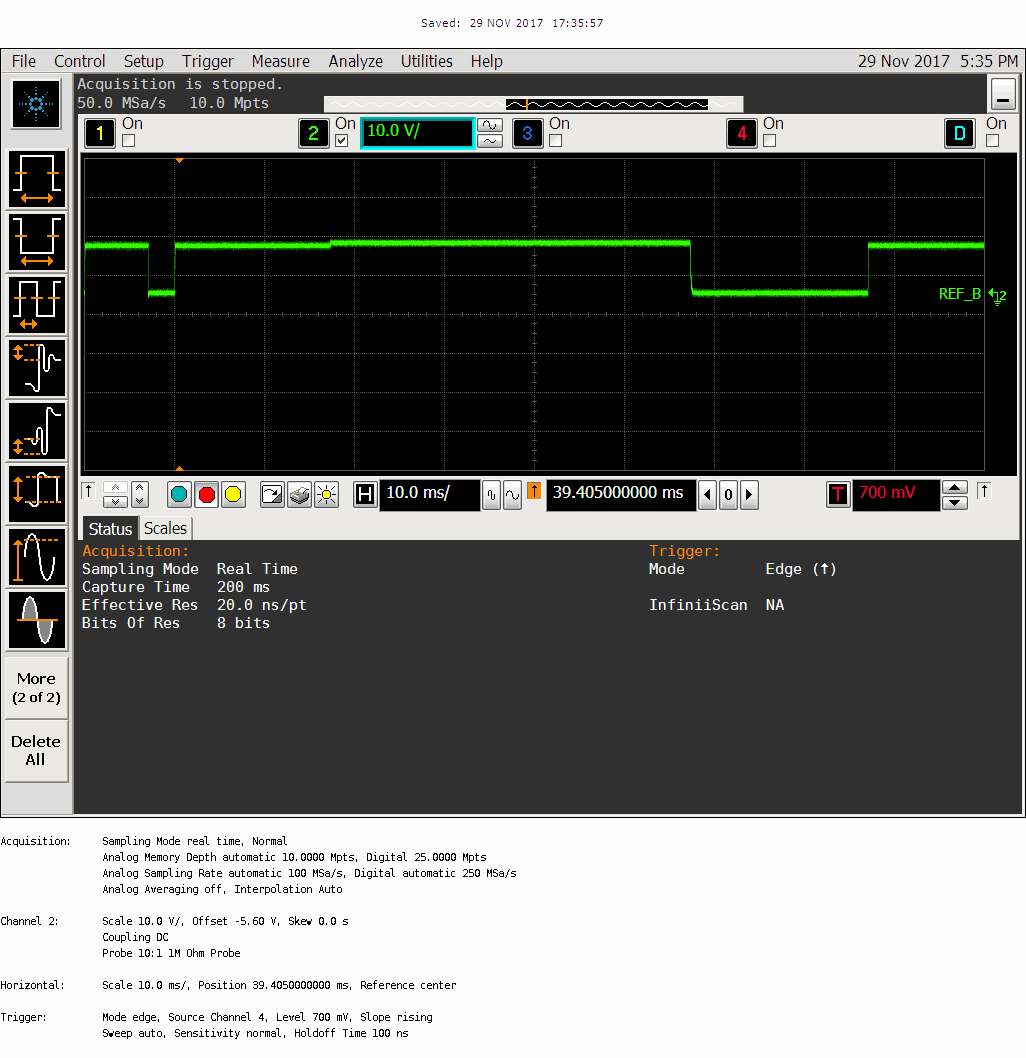 Saved: 29 NOV 2017 17:35:57
File Control Setup Trigger Measure Analyze Utilities Help 29 Nov 2017 5:35 PM
Acquisition is stopped.
50.0 MSa/s 10.0 Mpts
1 On 2 On 10.0 V/ 3 On 4 On D On
REF_B 2
H 10.0 ms/ 39.405000000 ms 0 T 700 mV
Status Scales
Acquisition: Trigger:
Sampling Mode Real Time Mode Edge (↑)
Capture Time 200 ms
Effective Res 20.0 ns/pt InfiniiScan NA
Bits Of Res 8 bits
More
(2 of 2)
Delete
All
Acquisition: Sampling Mode real time, Normal
Analog Memory Depth automatic 10.0000 Mpts, Digital 25.0000 Mpts
Analog Sampling Rate automatic 100 MSa/s, Digital automatic 250 MSa/s
Analog Averaging off, Interpolation Auto
Channel 2: Scale 10.0 V/, Offset -5.60 V, Skew 0.0 s
Coupling DC
Probe 10:1 1M Ohm Probe
Horizontal: Scale 10.0 ms/, Position 39.4050000000 ms, Reference center
Trigger: Mode edge, Source Channel 4, Level 700 mV, Slope rising
Sweep auto, Sensitivity normal, Holdoff Time 100 ns